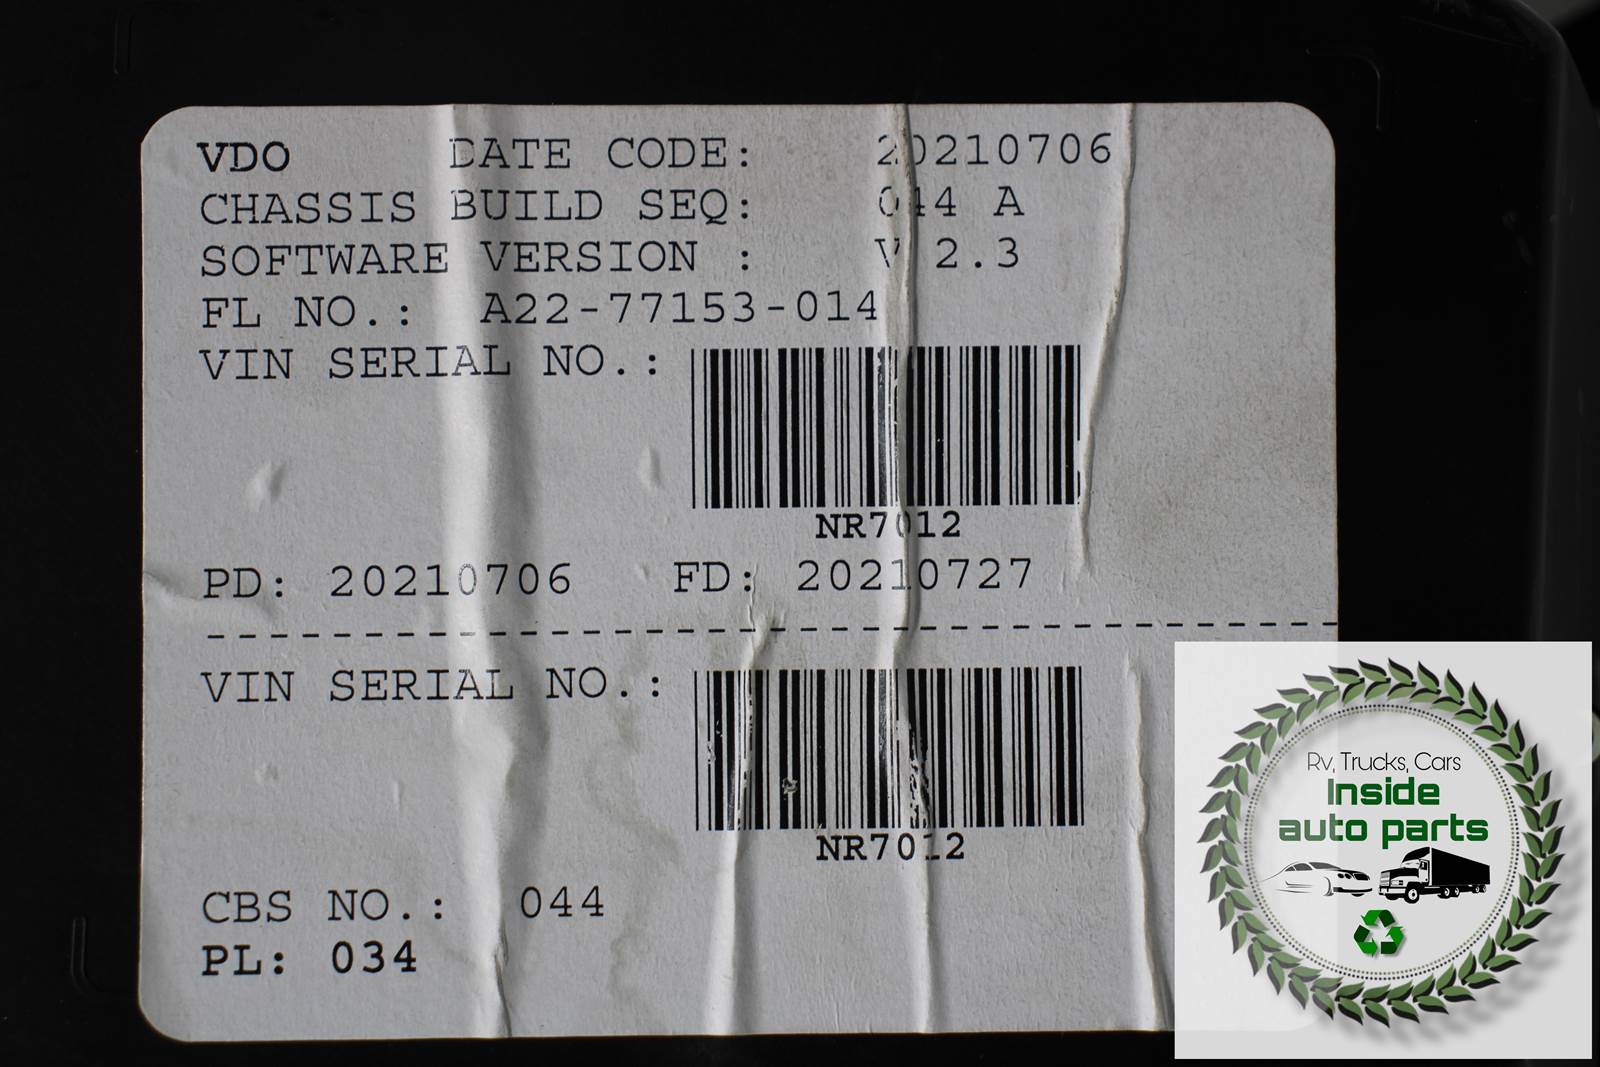 VDO DATE CODE: 20210706
CHASSIS BUILD SEQ: 044 A
SOFTWARE VERSION : V 2.3
FL NO.: A22-77153-014
VIN SERIAL NO.:
NR7012
PD: 20210706 FD: 20210727
------------------------------------
VIN SERIAL NO.:
NR7012
CBS NO.: 044
PL: 034
Rv, Trucks, Cars
Inside
auto parts